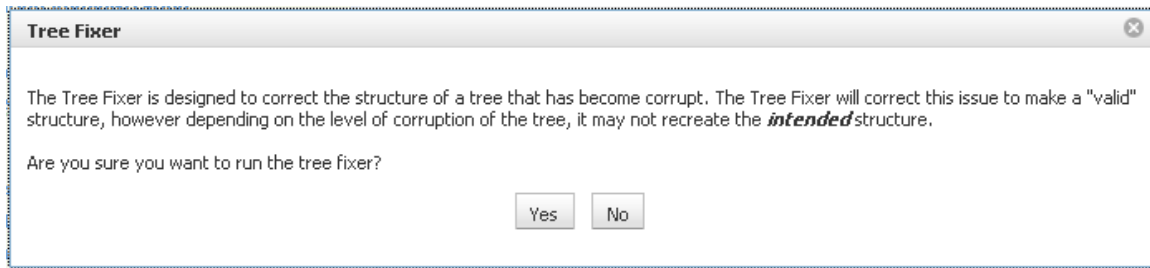 Tree Fixer
The Tree Fixer is designed to correct the structure of a tree that has become corrupt. The Tree Fixer will correct this issue to make a "valid"
structure, however depending on the level of corruption of the tree, it may not recreate the intended structure.
Are you sure you want to run the tree fixer?
Yes No